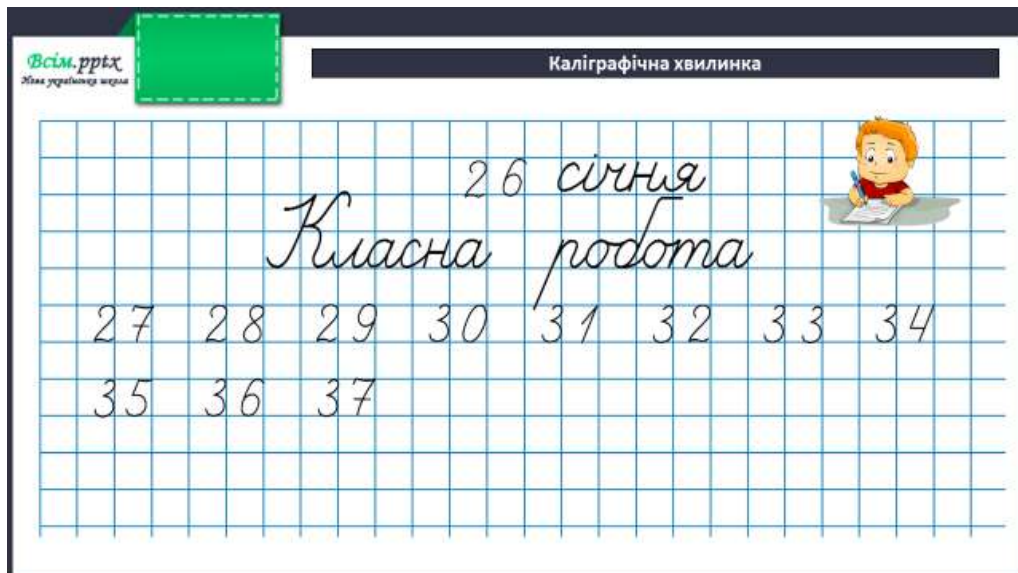 Всім.pptx
Нова українська школа
Каліграфічна хвилинка
26 січня
Класна робота
27 28 29 30 31 32 33 34
35 36 37